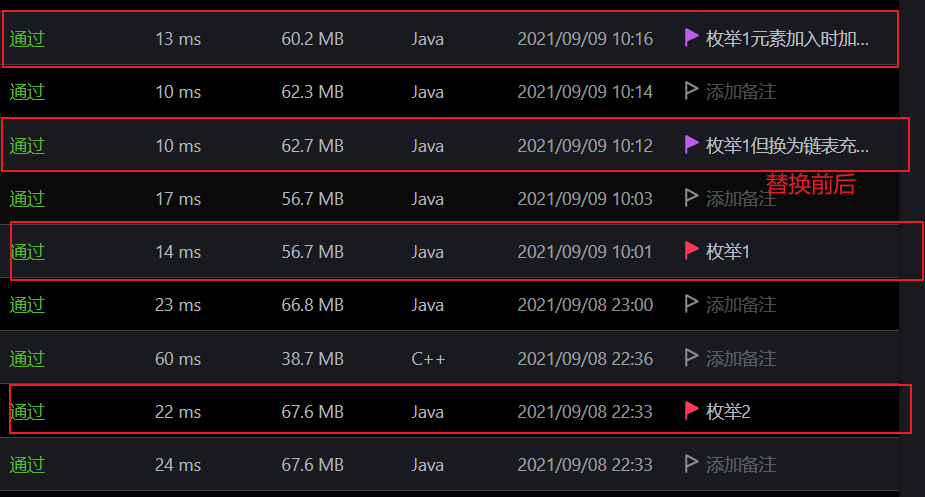 通过 13 ms 60.2 MB Java 2021/09/09 10:16 枚举1元素加入时加...
通过 10 ms 62.3 MB Java 2021/09/09 10:14 添加备注
通过 10 ms 62.7 MB Java 2021/09/09 10:12 枚举1但换为链表充...
替换前后
通过 17 ms 56.7 MB Java 2021/09/09 10:03 添加备注
通过 14 ms 56.7 MB Java 2021/09/09 10:01 枚举1
通过 23 ms 66.8 MB Java 2021/09/08 23:00 添加备注
通过 60 ms 38.7 MB C++ 2021/09/08 22:36 添加备注
通过 22 ms 67.6 MB Java 2021/09/08 22:33 枚举2
通过 24 ms 67.6 MB Java 2021/09/08 22:33 添加备注